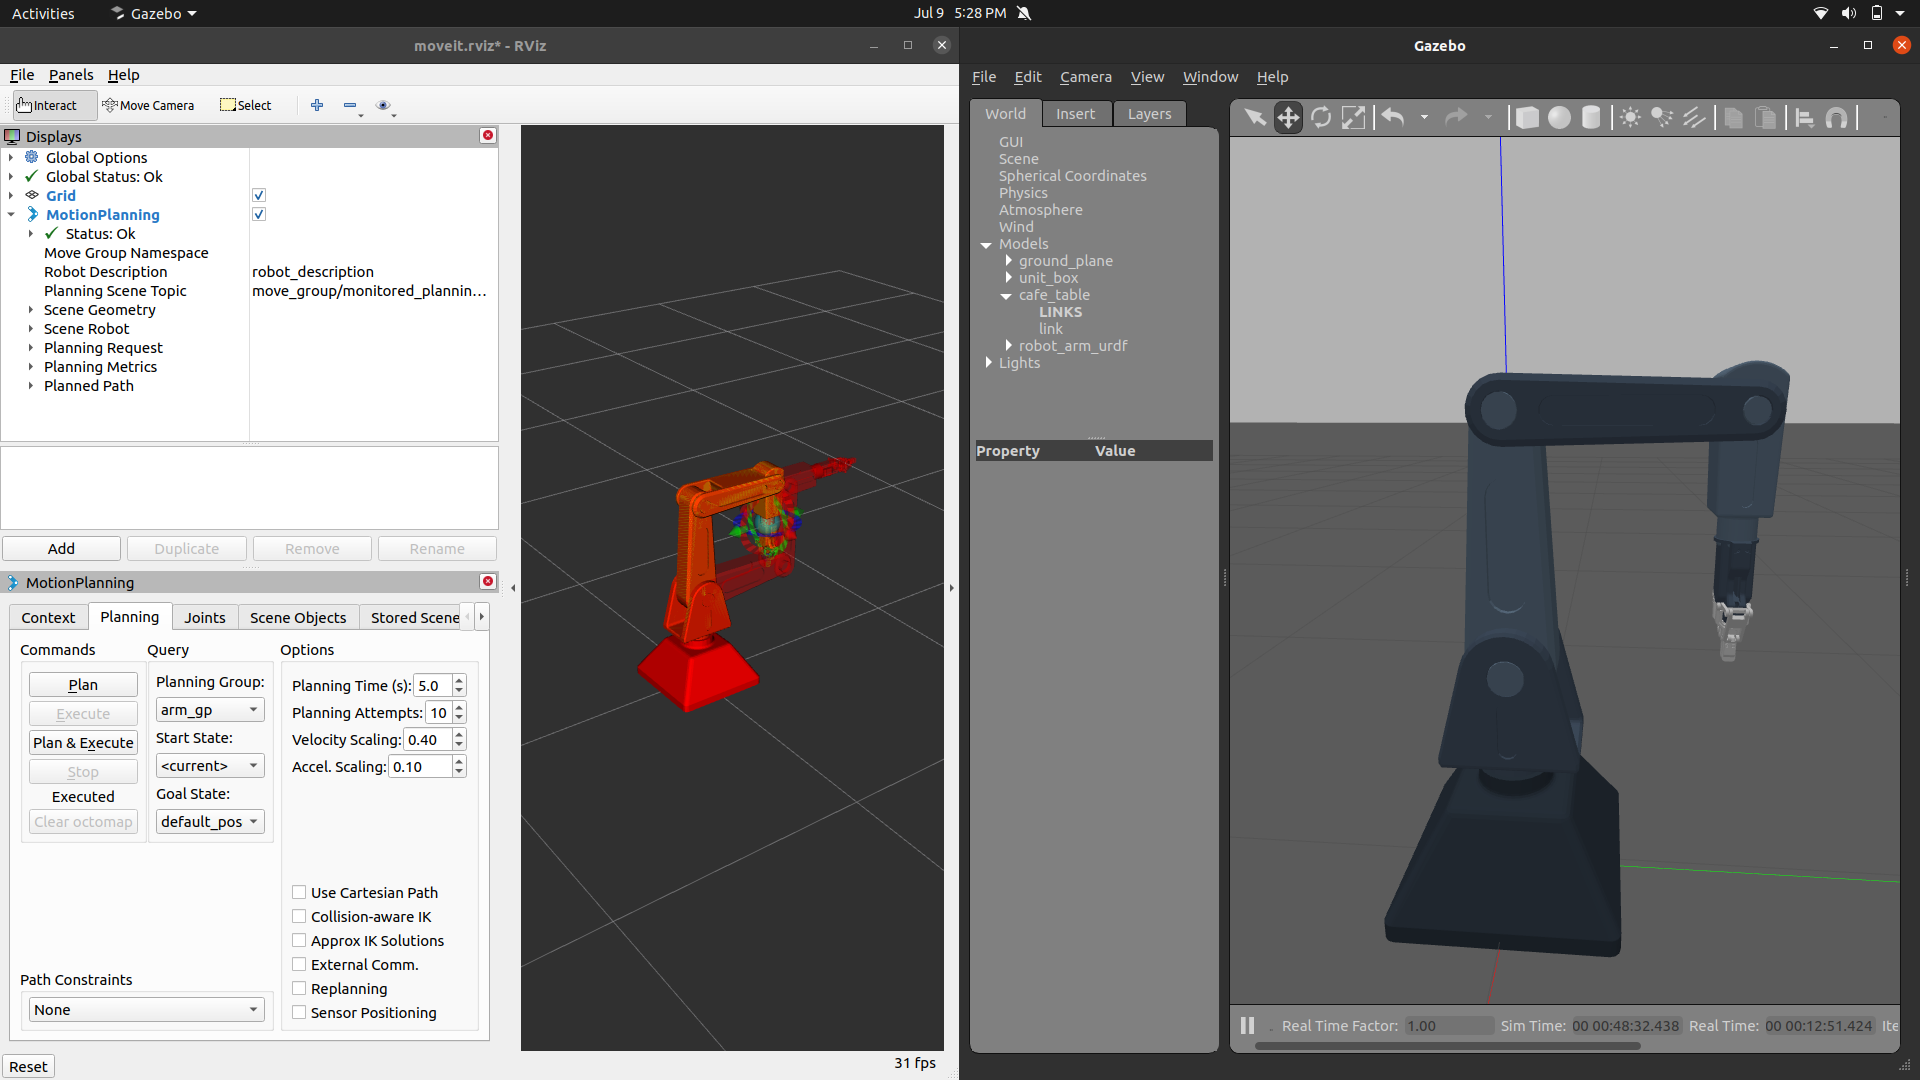 Activities
Gazebo
Jul 9 5:28 PM
moveit.rviz* - RViz
File Panels Help
Interact Move Camera Select
Displays
Global Options
Global Status: Ok
Grid
MotionPlanning
Status: Ok
Move Group Namespace
Robot Description robot_description
Planning Scene Topic move_group/monitored_plannin...
Scene Geometry
Scene Robot
Planning Request
Planning Metrics
Planned Path
Add Duplicate Remove Rename
MotionPlanning
Context Planning Joints Scene Objects Stored Scene
Commands Query Options
Plan
Execute
Plan & Execute
Stop
Executed
Clear octomap
Planning Group:
arm_gp
Start State:
<current>
Goal State:
default_pos
Planning Time (s): 5.0
Planning Attempts: 10
Velocity Scaling: 0.40
Accel. Scaling: 0.10
Use Cartesian Path
Collision-aware IK
Approx IK Solutions
External Comm.
Replanning
Sensor Positioning
Path Constraints
None
Reset
31 fps
Gazebo
File Edit Camera View Window Help
World Insert Layers
GUI
Scene
Spherical Coordinates
Physics
Atmosphere
Wind
Models
ground_plane
unit_box
cafe_table
LINKS
link
robot_arm_urdf
Lights
Property Value
Real Time Factor: 1.00 Sim Time: 00 00:48:32.438 Real Time: 00 00:12:51.424 Ite